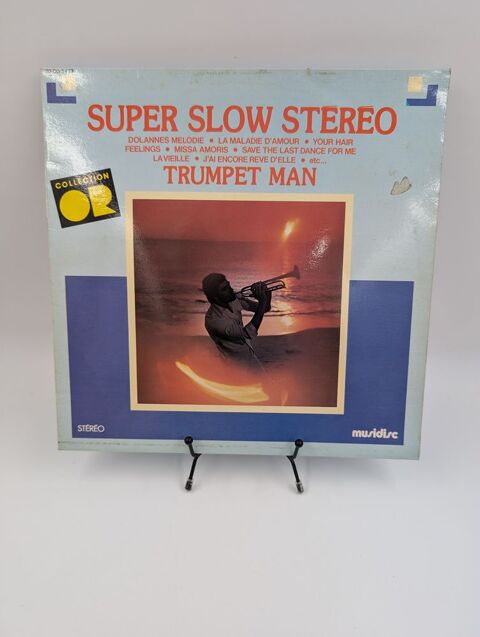 SUPER SLOW STÉRÉO
DOLANNES MELODIE • LA MALADIE D'AMOUR • YOUR HAIR
FEELINGS • MISSA AMORIS • SAVE THE LAST DANCE FOR ME
LA VIEILLE • J'AI ENCORE REVE D'ELLE • etc...
TRUMPET MAN
COLLECTION
OR
STÉRÉO
musidisc